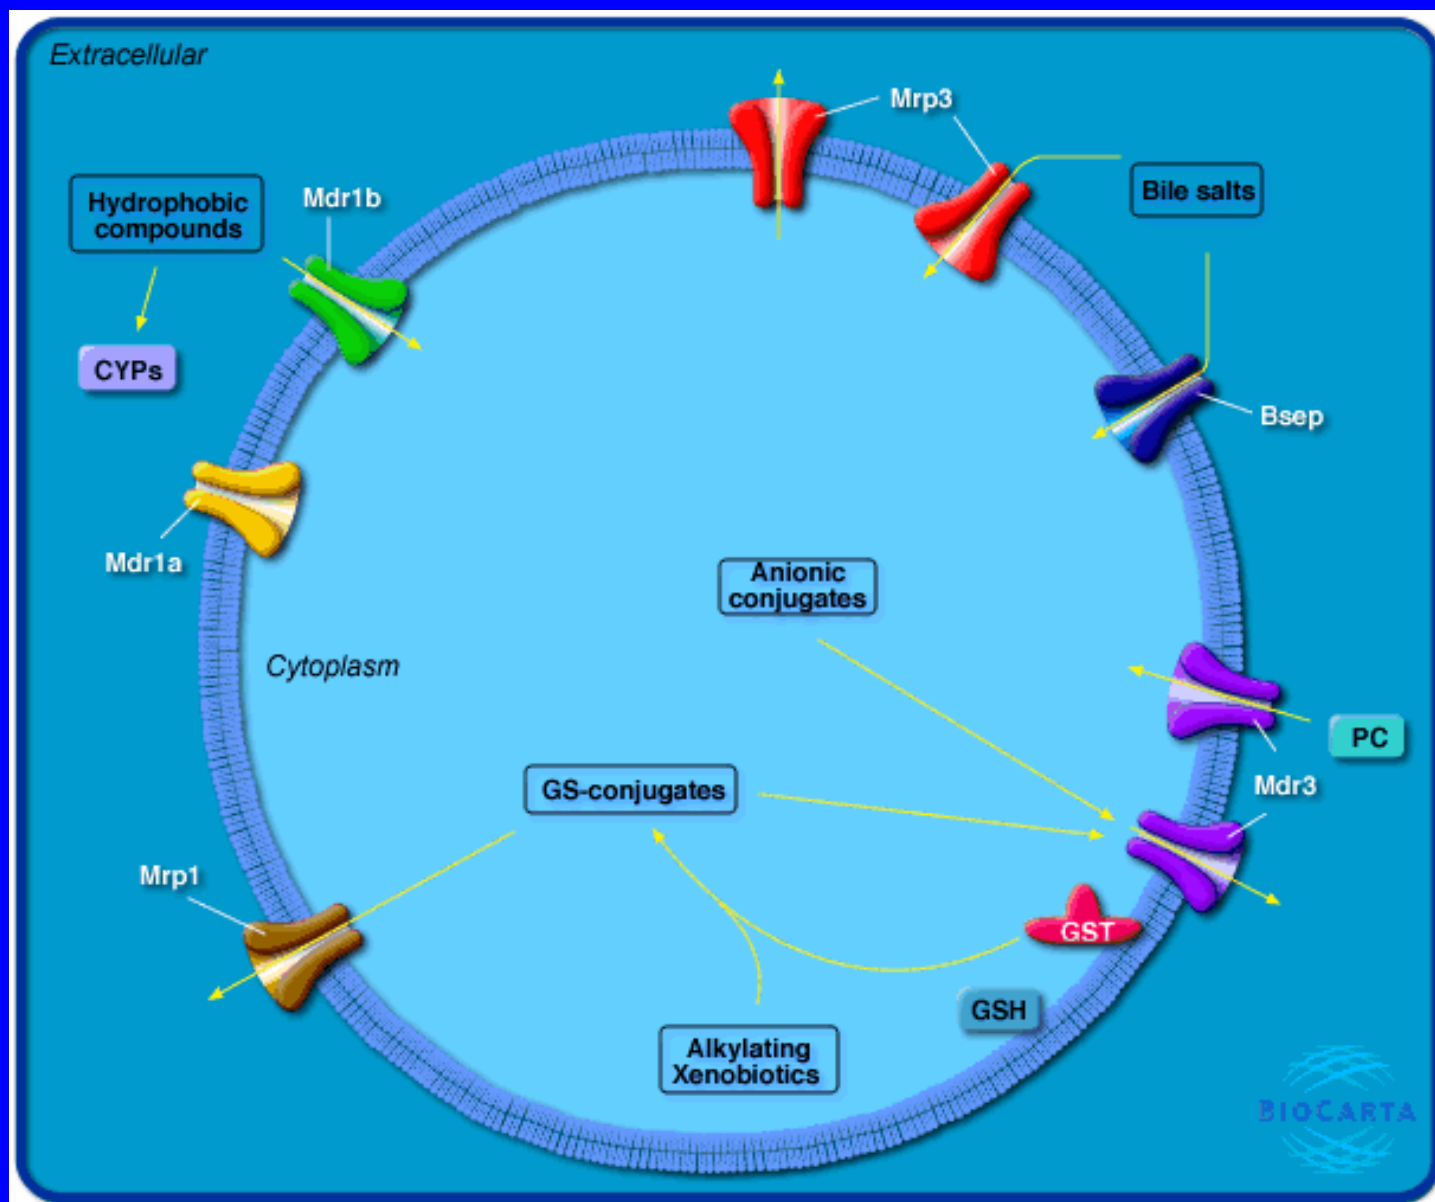 Extracellular
Mrp3
Bile salts
Hydrophobic
compounds
Mdr1b
CYPs
Bsep
Mdr1a
Anionic
conjugates
Cytoplasm
PC
GS-conjugates
Mdr3
Mrp1
GST
GSH
Alkylating
Xenobiotics
BIOCARTA